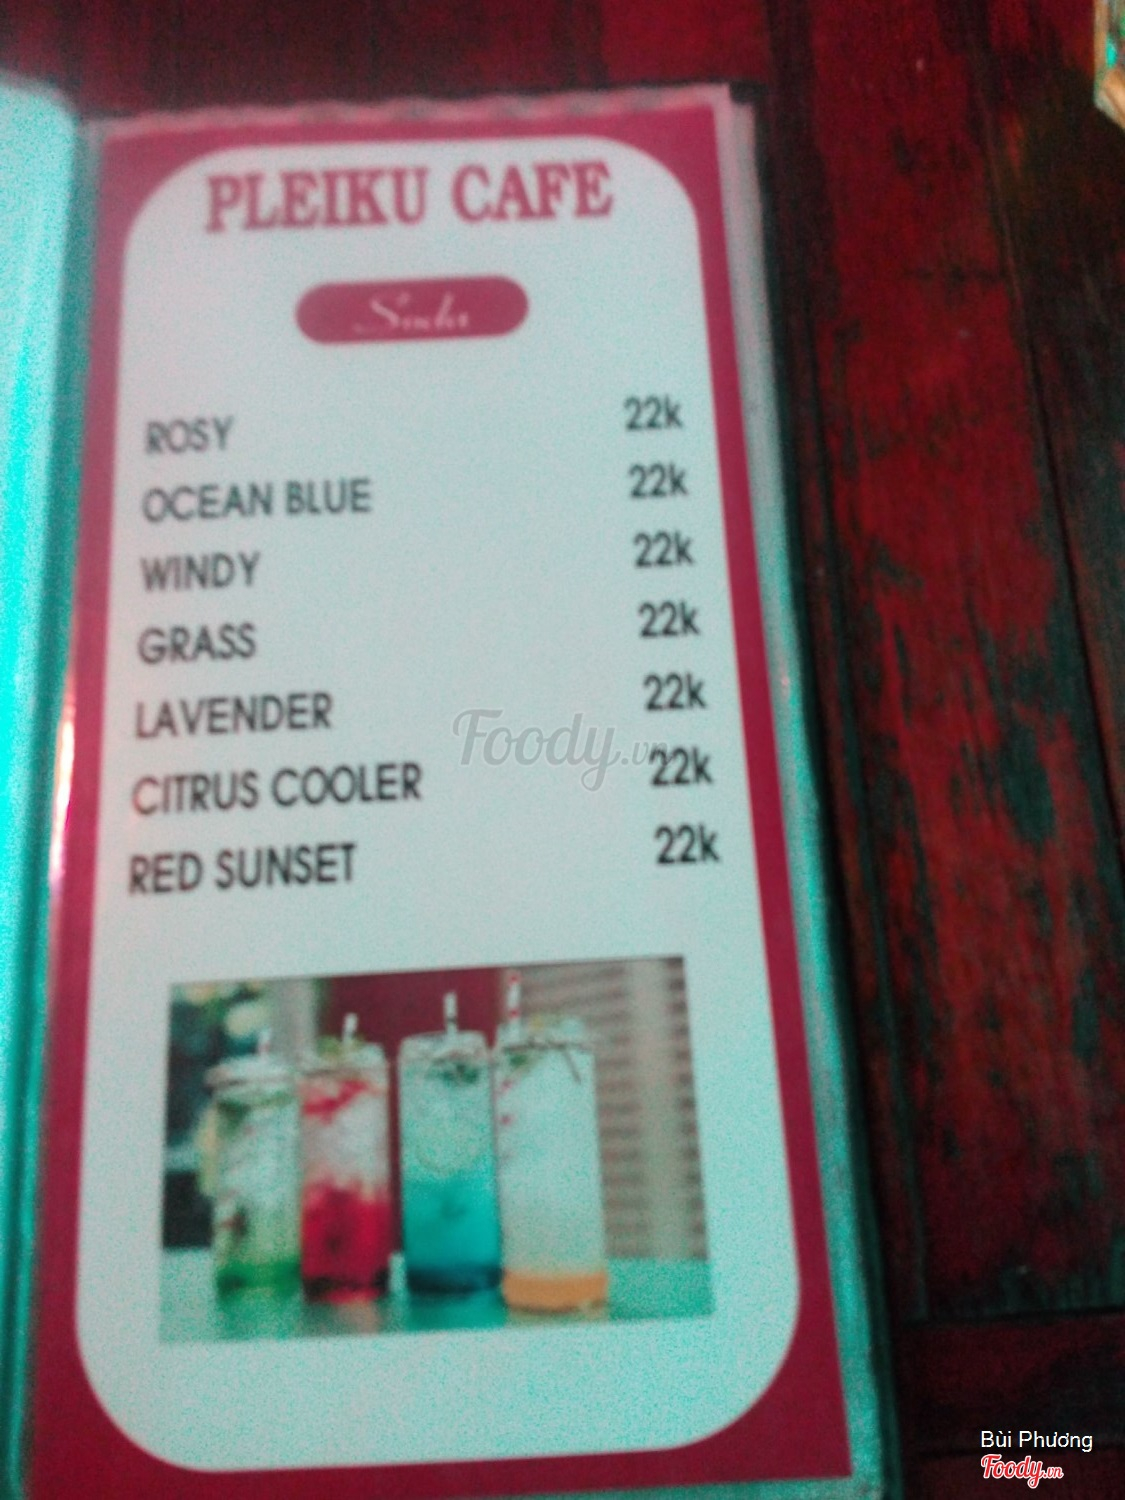 PLEIKU CAFE
Soda
ROSY 22k
OCEAN BLUE 22k
WINDY 22k
GRASS 22k
LAVENDER 22k
CITRUS COOLER 22k
RED SUNSET 22k
Foody.vn
Bùi Phương
Foody.vn